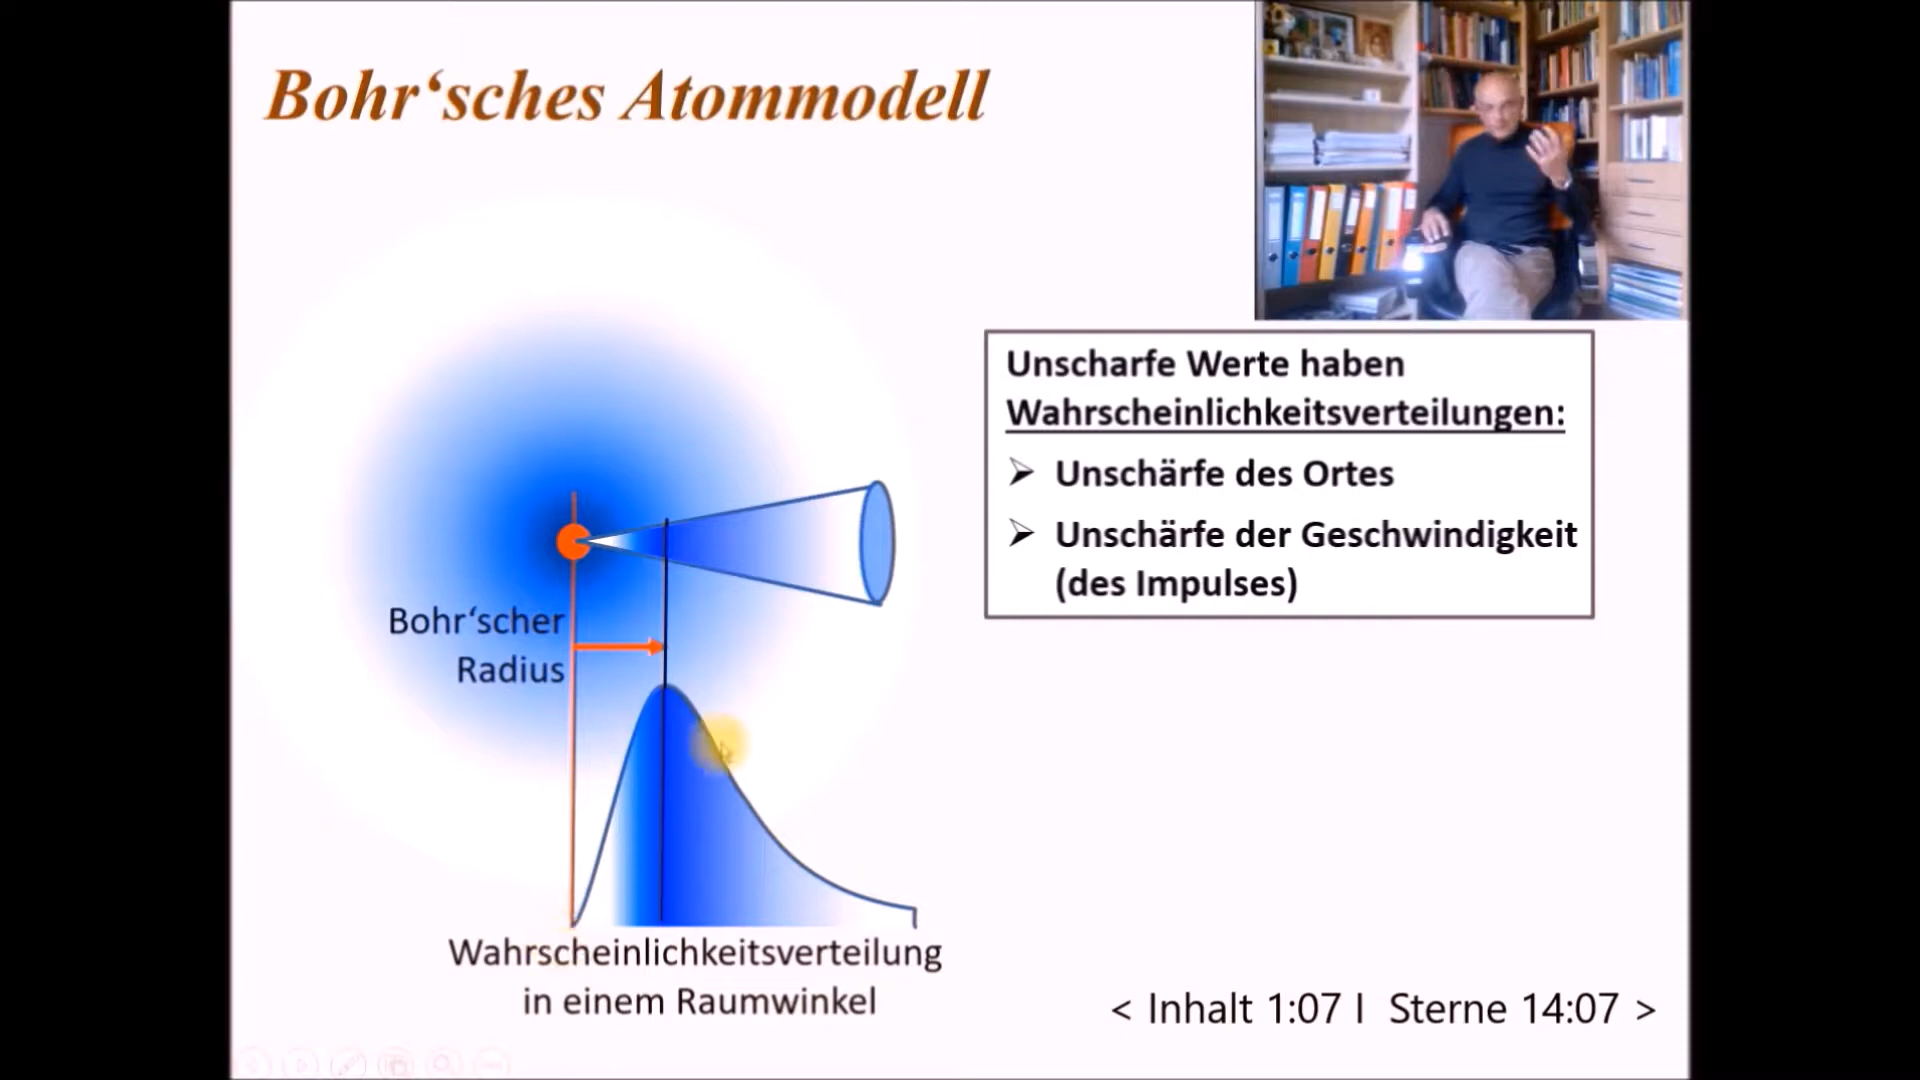 Bohr‘sches Atommodell
Unscharfe Werte haben
Wahrscheinlichkeitsverteilungen:
➢ Unschärfe des Ortes
➢ Unschärfe der Geschwindigkeit
(des Impulses)
Bohr‘scher
Radius
Wahrscheinlichkeitsverteilung
in einem Raumwinkel
< Inhalt 1:07 I Sterne 14:07 >